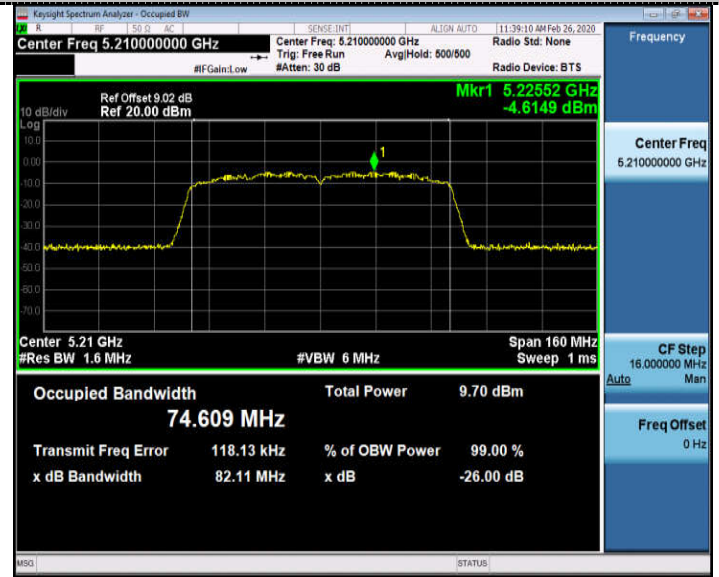 Keysight Spectrum Analyzer - Occupied BW
R RF 50 Ω AC SENSE:INT ALIGN AUTO 11:39:10 AM Feb 26, 2020
Center Freq 5.210000000 GHz
Center Freq: 5.210000000 GHz
Radio Std: None
Trig: Free Run Avg|Hold: 500/500
#IFGain:Low
#Atten: 30 dB
Radio Device: BTS
Frequency
Ref Offset 9.02 dB
Mkr1 5.22552 GHz
10 dB/div Ref 20.00 dBm
-4.6149 dBm
Log
10.0
0.00
-10.0
-20.0
-30.0
-40.0
-50.0
-60.0
-70.0
1
Center 5.21 GHz
Span 160 MHz
#Res BW 1.6 MHz
#VBW 6 MHz
Sweep 1 ms
Occupied Bandwidth
Total Power 9.70 dBm
74.609 MHz
Transmit Freq Error 118.13 kHz
% of OBW Power 99.00 %
x dB Bandwidth 82.11 MHz
x dB -26.00 dB
Center Freq
5.210000000 GHz
CF Step
16.000000 MHz
Auto Man
Freq Offset
0 Hz
MSG
STATUS